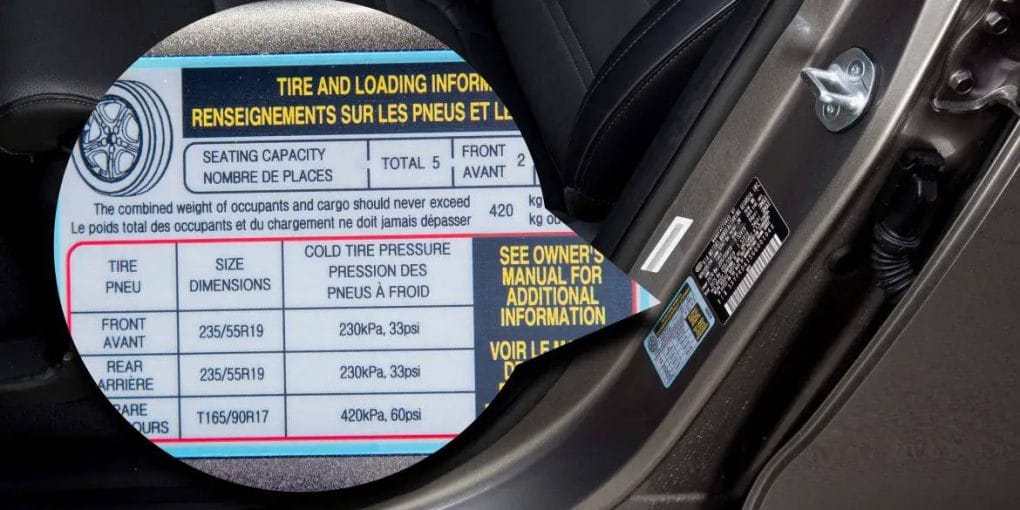 TIRE AND LOADING INFORM
RENSEIGNEMENTS SUR LES PNEUS ET LE
SEATING CAPACITY
NOMBRE DE PLACES
TOTAL 5
FRONT
AVANT
2
The combined weight of occupants and cargo should never exceed
Le poids total des occupants et du chargement ne doit jamais dépasser
420
kg
kg ou
TIRE
PNEU
SIZE
DIMENSIONS
COLD TIRE PRESSURE
PRESSION DES
PNEUS À FROID
SEE OWNER'S
MANUAL FOR
ADDITIONAL
INFORMATION
FRONT
AVANT
235/55R19
230kPa, 33psi
VOIR LE M
REAR
ARRIÈRE
235/55R19
230kPa, 33psi
PARE
OURS
T165/90R17
420kPa, 60psi